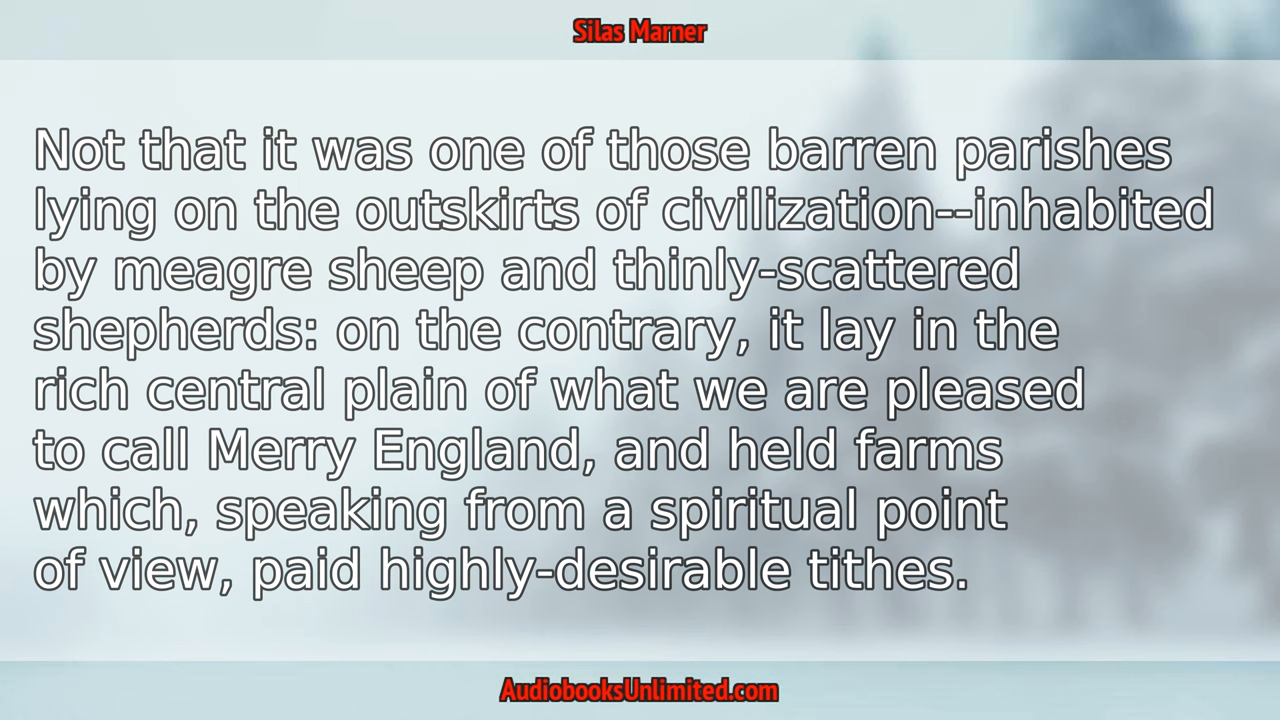 Silas Marner
Not that it was one of those barren parishes
lying on the outskirts of civilization--inhabited
by meagre sheep and thinly-scattered
shepherds: on the contrary, it lay in the
rich central plain of what we are pleased
to call Merry England, and held farms
which, speaking from a spiritual point
of view, paid highly-desirable tithes.
AudiobooksUnlimited.com